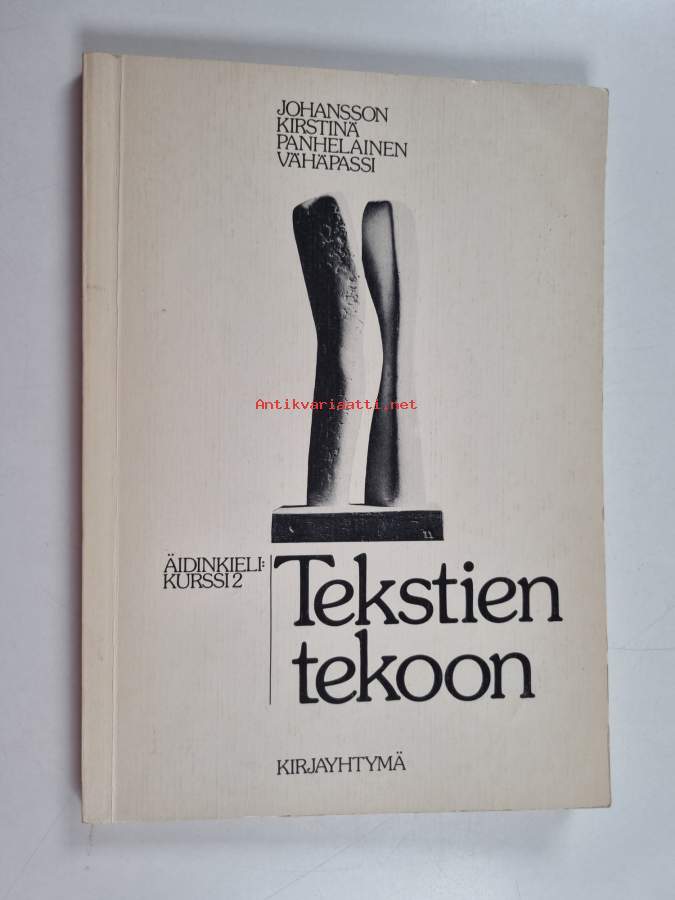 JOHANSSON
KIRSTINÄ
PANHELAINEN
VÄHÄPASSI
Antikvariaatti.net
n
ÄIDINKIELI:
KURSSI 2
Tekstien
tekoon
KIRJAYHTYMÄ